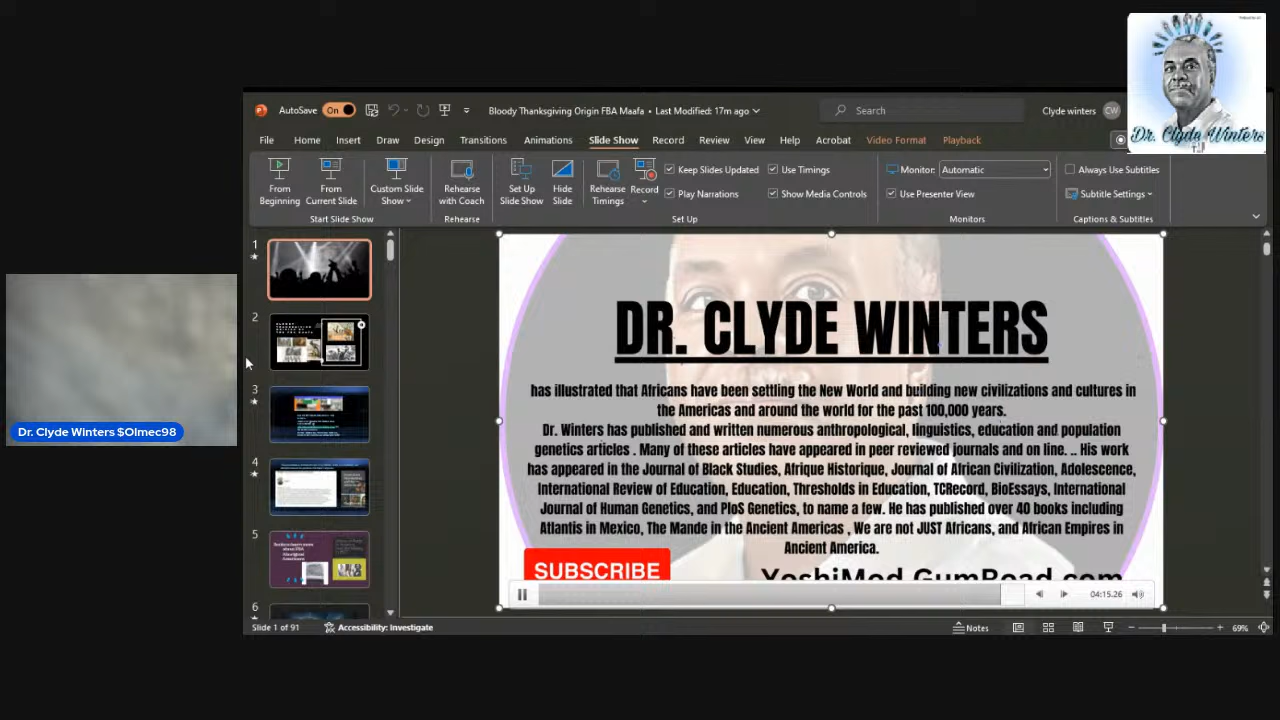 Dr. Clyde Winters
AutoSave On Bloody Thanksgiving Origin FBA Maafa • Last Modified: 17m ago Search Clyde winters CW
File Home Insert Draw Design Transitions Animations Slide Show Record Review View Help Acrobat Video Format Playback
From Beginning
From Current Slide
Custom Slide Show
Start Slide Show
Rehearse with Coach
Rehearse
Set Up Slide Show
Hide Slide
Rehearse Timings
Record
Keep Slides Updated
Play Narrations
Use Timings
Show Media Controls
Set Up
Monitor: Automatic
Use Presenter View
Monitors
Always Use Subtitles
Subtitle Settings
Captions & Subtitles
1
2
3
4
5
6
Dr. Clyde Winters $Olmec98
DR. CLYDE WINTERS
has illustrated that Africans have been settling the New World and building new civilizations and cultures in
the Americas and around the world for the past 100,000 years.
Dr. Winters has published and written numerous anthropological, linguistics, education and population
genetics articles . Many of these articles have appeared in peer reviewed journals and on line. .. His work
has appeared in the Journal of Black Studies, Afrique Historique, Journal of African Civilization, Adolescence,
International Review of Education, Education, Thresholds in Education, TCRecord, BioEssays, International
Journal of Human Genetics, and PloS Genetics, to name a few. He has published over 40 books including
Atlantis in Mexico, The Mande in the Ancient Americas , We are not JUST Africans, and African Empires in
Ancient America.
SUBSCRIBE
YoshiMod.GumRoad.com
04:15.26
Slide 1 of 91 Accessibility: Investigate Notes 69%